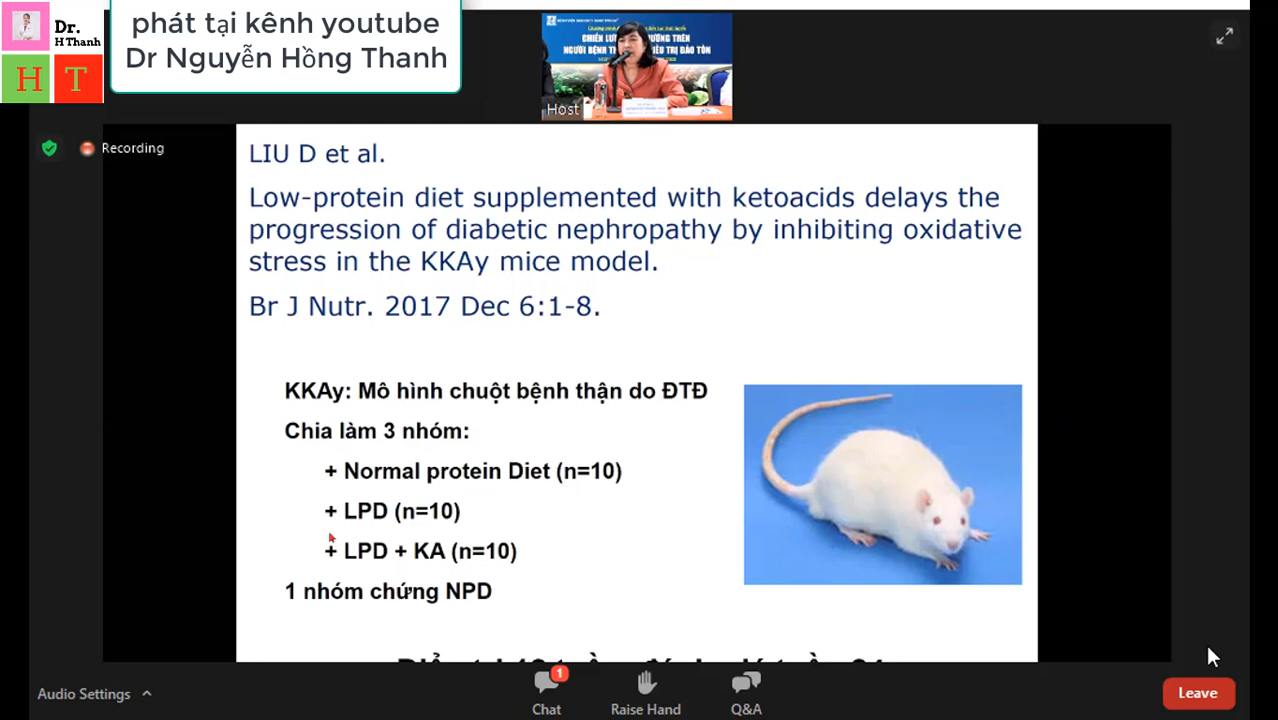 Dr.
H Thanh
H T
phát tại kênh youtube
Dr Nguyễn Hồng Thanh
NGƯỜI BỆNH
Host
Recording
LIU D et al.
Low-protein diet supplemented with ketoacids delays the
progression of diabetic nephropathy by inhibiting oxidative
stress in the KKAy mice model.
Br J Nutr. 2017 Dec 6:1-8.
KKAy: Mô hình chuột bệnh thận do ĐTĐ
Chia làm 3 nhóm:
+ Normal protein Diet (n=10)
+ LPD (n=10)
+ LPD + KA (n=10)
1 nhóm chứng NPD
Audio Settings
1
Chat
Raise Hand
Q&A
Leave